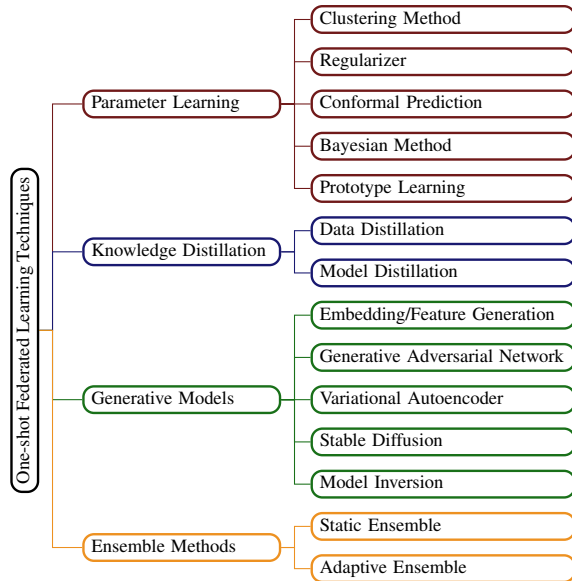 One-shot Federated Learning Techniques
Parameter Learning
Clustering Method
Regularizer
Conformal Prediction
Bayesian Method
Prototype Learning
Knowledge Distillation
Data Distillation
Model Distillation
Generative Models
Embedding/Feature Generation
Generative Adversarial Network
Variational Autoencoder
Stable Diffusion
Model Inversion
Ensemble Methods
Static Ensemble
Adaptive Ensemble